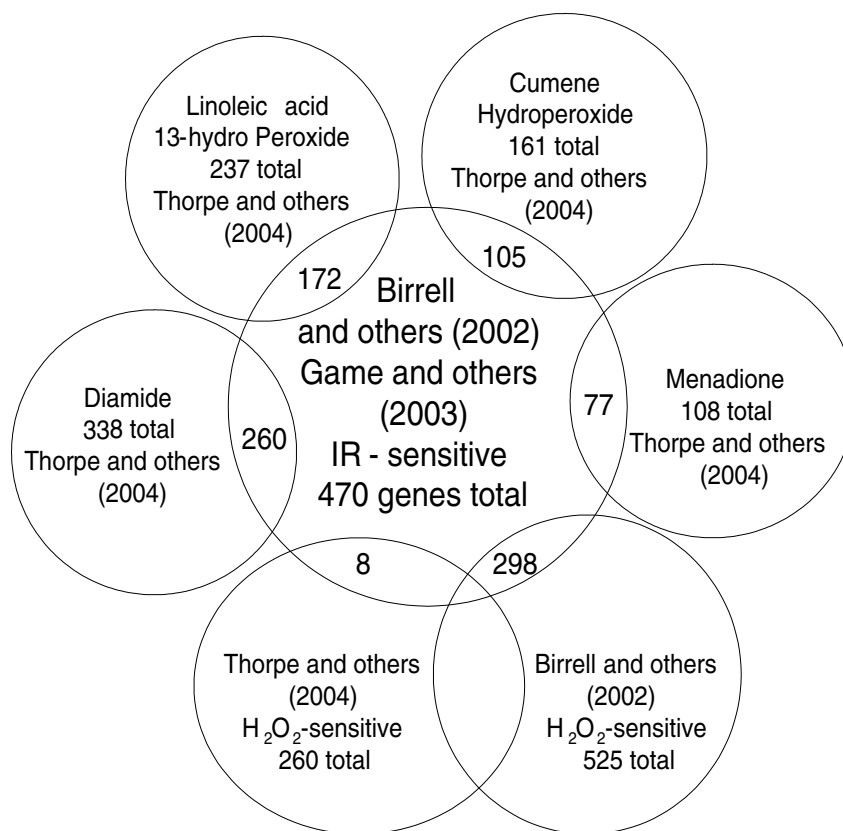 Linoleic acid
13-hydro Peroxide
237 total
Thorpe and others
(2004)
Cumene
Hydroperoxide
161 total
Thorpe and others
(2004)
172
105
Birrell
and others (2002)
Game and others
(2003)
IR - sensitive
470 genes total
Diamide
338 total
Thorpe and others
(2004)
260
77
Menadione
108 total
Thorpe and others
(2004)
8
298
Thorpe and others
(2004)
H₂O₂-sensitive
260 total
Birrell and others
(2002)
H₂O₂-sensitive
525 total